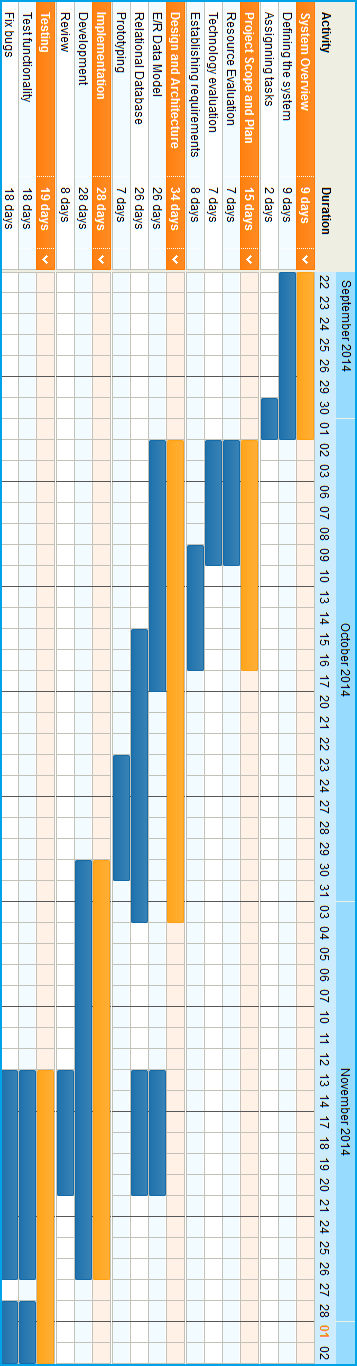 September 2014 October 2014 November 2014
Activity Duration 22 23 24 25 26 29 30 01 02 03 06 07 08 09 10 13 14 15 16 17 20 21 22 23 24 27 28 29 30 31 03 04 05 06 07 10 11 12 13 14 17 18 19 20 21 24 25 26 27 28 01 02
System Overview 9 days
Defining the system 9 days
Assignning tasks 2 days
Project Scope and Plan 15 days
Resource Evaluation 7 days
Technology evaluation 7 days
Establishing requirements 8 days
Design and Architecture 34 days
E/R Data Model 26 days
Relational Database 26 days
Prototyping 7 days
Implementation 28 days
Development 28 days
Review 8 days
Testing 19 days
Test functionality 18 days
Fix bugs 18 days